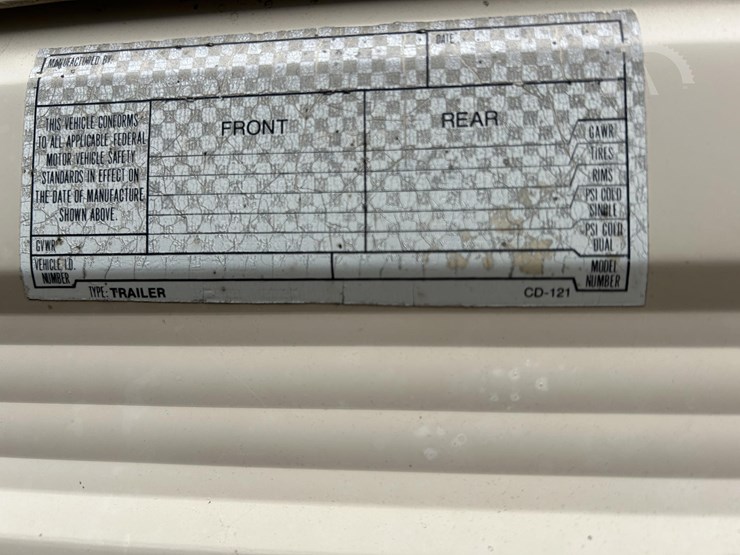 MANUFACTURED BY:
DATE:
THIS VEHICLE CONFORMS
TO ALL APPLICABLE FEDERAL
MOTOR VEHICLE SAFETY
STANDARDS IN EFFECT ON
THE DATE OF MANUFACTURE
SHOWN ABOVE.
FRONT
REAR
GAWR
TIRES
RIMS
PSI COLD
SINGLE
PSI COLD
DUAL
GVWR
VEHICLE I.D.
NUMBER
MODEL
NUMBER
TYPE: TRAILER
CD-121